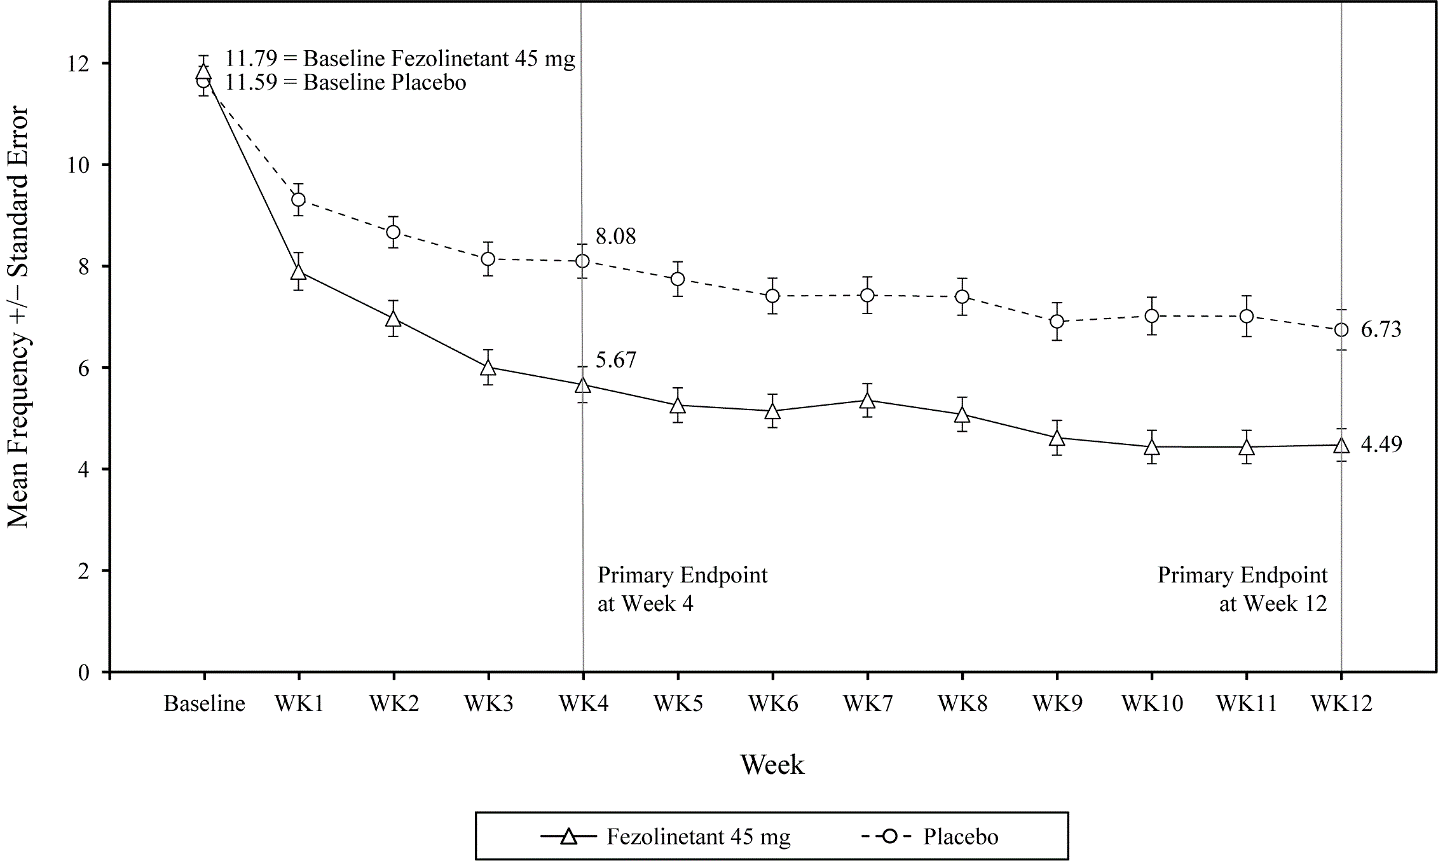 12
11.79 = Baseline Fezolinetant 45 mg
11.59 = Baseline Placebo
10
8
6
4
2
0
Mean Frequency +/− Standard Error
8.08
5.67
6.73
4.49
Primary Endpoint
at Week 4
Primary Endpoint
at Week 12
Baseline WK1 WK2 WK3 WK4 WK5 WK6 WK7 WK8 WK9 WK10 WK11 WK12
Week
Fezolinetant 45 mg Placebo